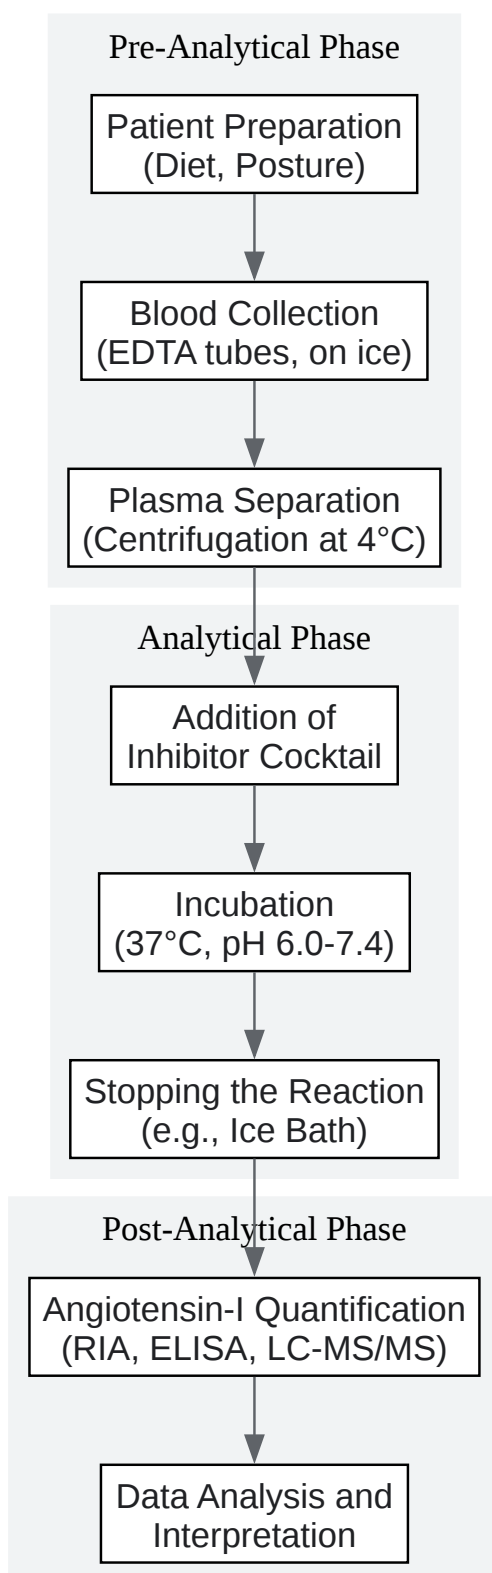 Pre-Analytical Phase
Patient Preparation
(Diet, Posture)
Blood Collection
(EDTA tubes, on ice)
Plasma Separation
(Centrifugation at 4°C)
Analytical Phase
Addition of
Inhibitor Cocktail
Incubation
(37°C, pH 6.0-7.4)
Stopping the Reaction
(e.g., Ice Bath)
Post-Analytical Phase
Angiotensin-I Quantification
(RIA, ELISA, LC-MS/MS)
Data Analysis and
Interpretation